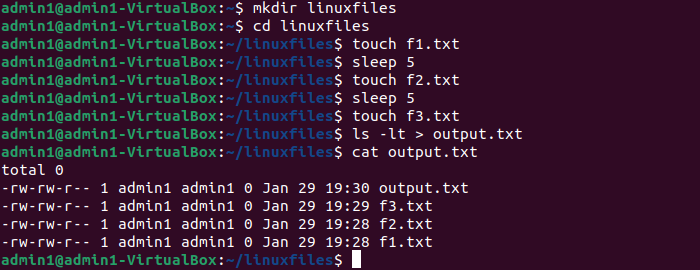 admin1@admin1-VirtualBox:~$ mkdir linuxfiles
admin1@admin1-VirtualBox:~$ cd linuxfiles
admin1@admin1-VirtualBox:~/linuxfiles$ touch f1.txt
admin1@admin1-VirtualBox:~/linuxfiles$ sleep 5
admin1@admin1-VirtualBox:~/linuxfiles$ touch f2.txt
admin1@admin1-VirtualBox:~/linuxfiles$ sleep 5
admin1@admin1-VirtualBox:~/linuxfiles$ touch f3.txt
admin1@admin1-VirtualBox:~/linuxfiles$ ls -lt > output.txt
admin1@admin1-VirtualBox:~/linuxfiles$ cat output.txt
total 0
-rw-rw-r-- 1 admin1 admin1 0 Jan 29 19:30 output.txt
-rw-rw-r-- 1 admin1 admin1 0 Jan 29 19:29 f3.txt
-rw-rw-r-- 1 admin1 admin1 0 Jan 29 19:28 f2.txt
-rw-rw-r-- 1 admin1 admin1 0 Jan 29 19:28 f1.txt
admin1@admin1-VirtualBox:~/linuxfiles$